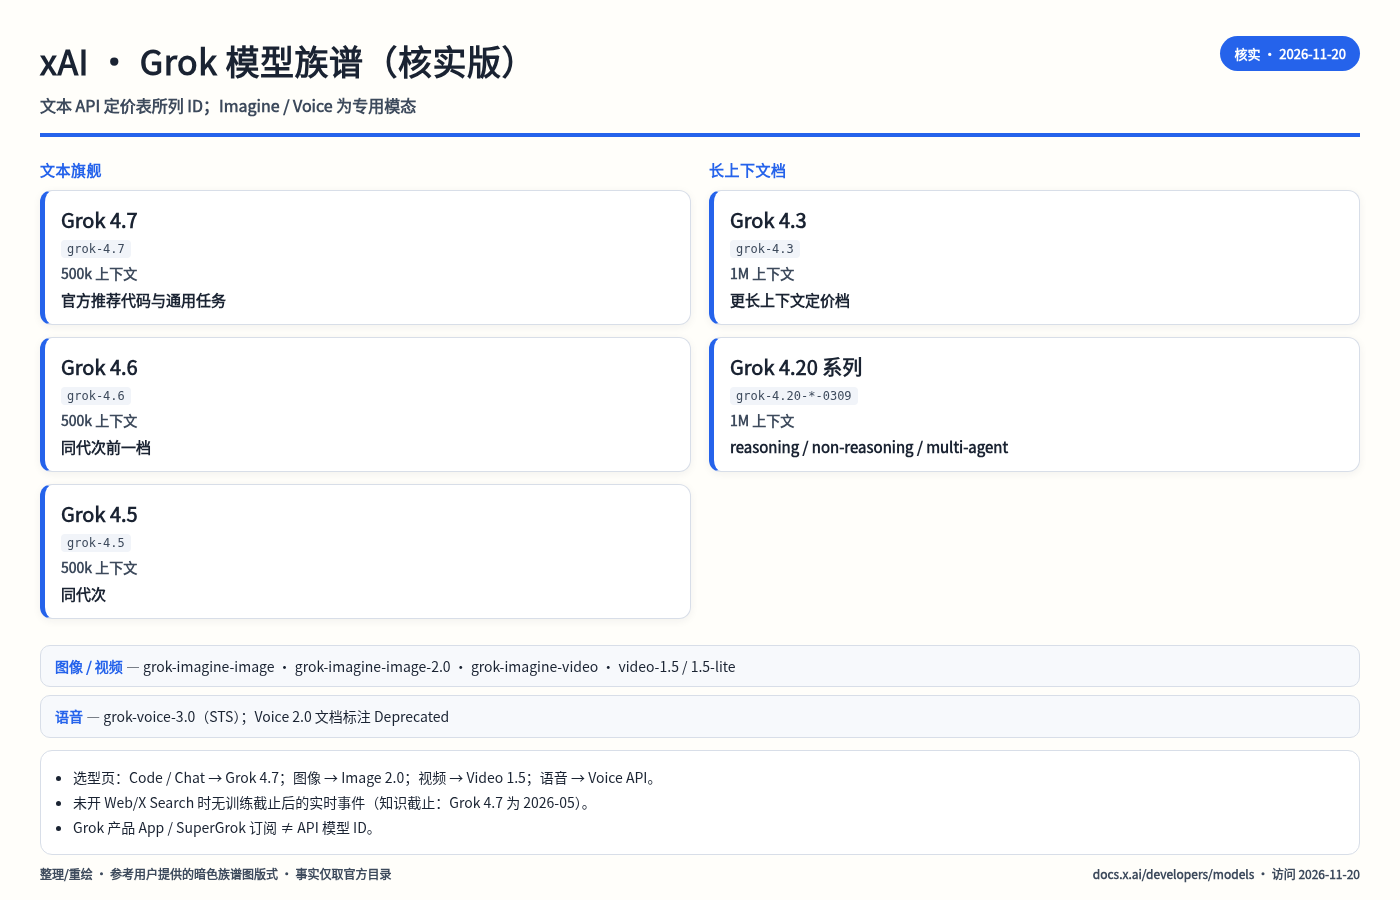 xAI · Grok 模型族谱（核实版）
核实 · 2026-11-20
文本 API 定价表所列 ID；Imagine / Voice 为专用模态
文本旗舰
Grok 4.7
grok-4.7
500k 上下文
官方推荐代码与通用任务
Grok 4.6
grok-4.6
500k 上下文
同代次前一档
Grok 4.5
grok-4.5
500k 上下文
同代次
长上下文档
Grok 4.3
grok-4.3
1M 上下文
更长上下文定价档
Grok 4.20 系列
grok-4.20-*-0309
1M 上下文
reasoning / non-reasoning / multi-agent
图像 / 视频 — grok-imagine-image · grok-imagine-image-2.0 · grok-imagine-video · video-1.5 / 1.5-lite
语音 — grok-voice-3.0（STS）；Voice 2.0 文档标注 Deprecated
• 选型页：Code / Chat → Grok 4.7；图像 → Image 2.0；视频 → Video 1.5；语音 → Voice API。
• 未开 Web/X Search 时无训练截止后的实时事件（知识截止：Grok 4.7 为 2026-05）。
• Grok 产品 App / SuperGrok 订阅 ≠ API 模型 ID。
整理/重绘 · 参考用户提供的暗色族谱图版式 · 事实仅取官方目录
docs.x.ai/developers/models · 访问 2026-11-20